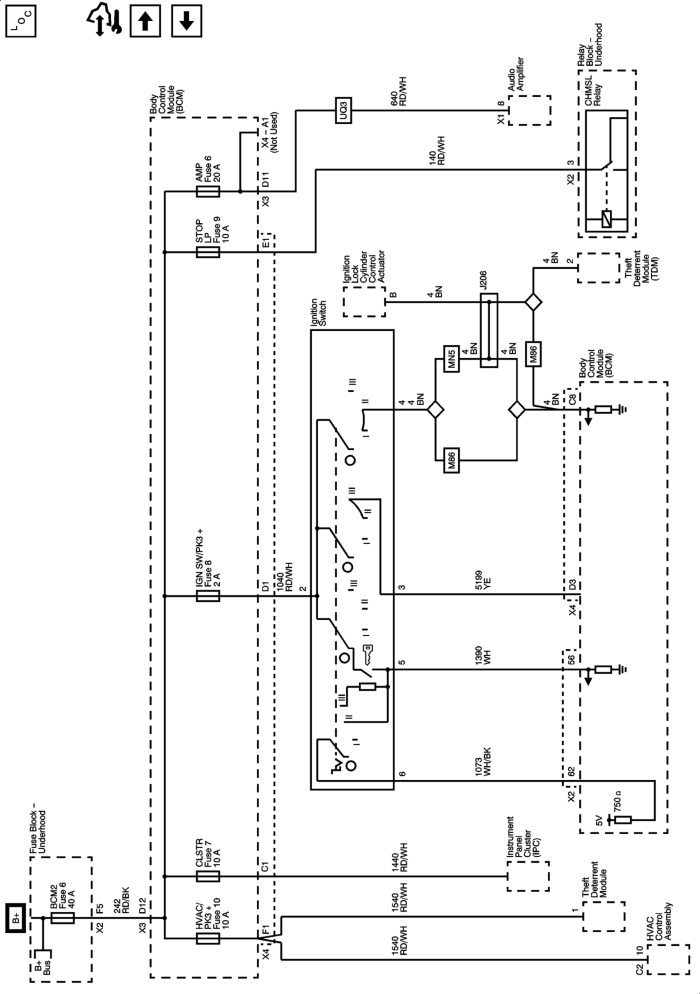 LOC
B+
Fuse Block –
Underhood
B+
Bus
BCM2
Fuse 6
40 A
X2
F5
242
RD/BK
X3
D12
Body
Control
Module
(BCM)
HVAC/
PK3 +
Fuse 10
10 A
CLSTR
Fuse 7
10 A
IGN SW/PK3 +
Fuse 8
2 A
STOP
LP
Fuse 9
10 A
AMP
Fuse 6
20 A
X4 – A1
(Not Used)
X4
F1
C1
D1
E1
X3
D11
1540
RD/WH
1540
RD/WH
1440
RD/WH
1040
RD/WH
140
RD/WH
640
RD/WH
UQ3
C2
10
HVAC
Control
Assembly
1
Theft
Deterrent
Module
Instrument
Panel
Cluster
(IPC)
X1
8
Audio
Amplifier
X2
3
Relay
Block –
Underhood
CHMSL
Relay
2
Ignition
Switch
I
II
III
I
II
III
I
II
III
I
II
III
6
5
3
4
1073
WH/BK
1390
WH
5199
YE
4
BN
Ignition
Lock
Cylinder
Control
Actuator
B
4
BN
J206
MN5
M86
4
BN
4
BN
M86
4
BN
2
Theft
Deterrent
Module
(TDM)
4
BN
Body
Control
Module
(BCM)
X2
62
56
X4
D3
C8
5V
750 Ω